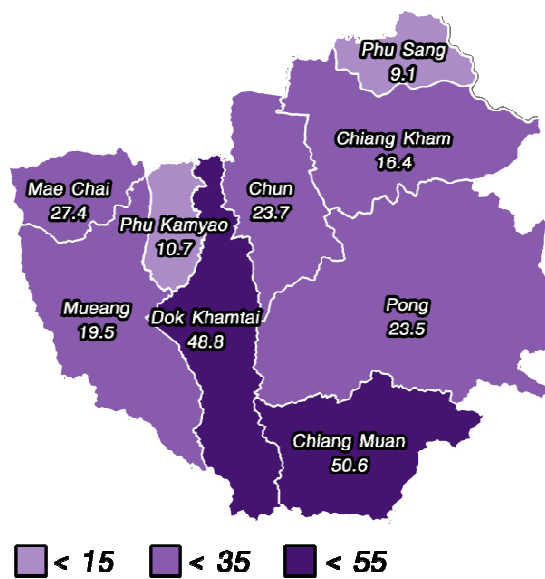 Phu Sang
9.1
Chiang Kham
16.4
Mae Chai
27.4
Chun
23.7
Phu Kamyao
10.7
Mueang
19.5
Dok Khamtai
48.8
Pong
23.5
Chiang Muan
50.6
< 15 < 35 < 55